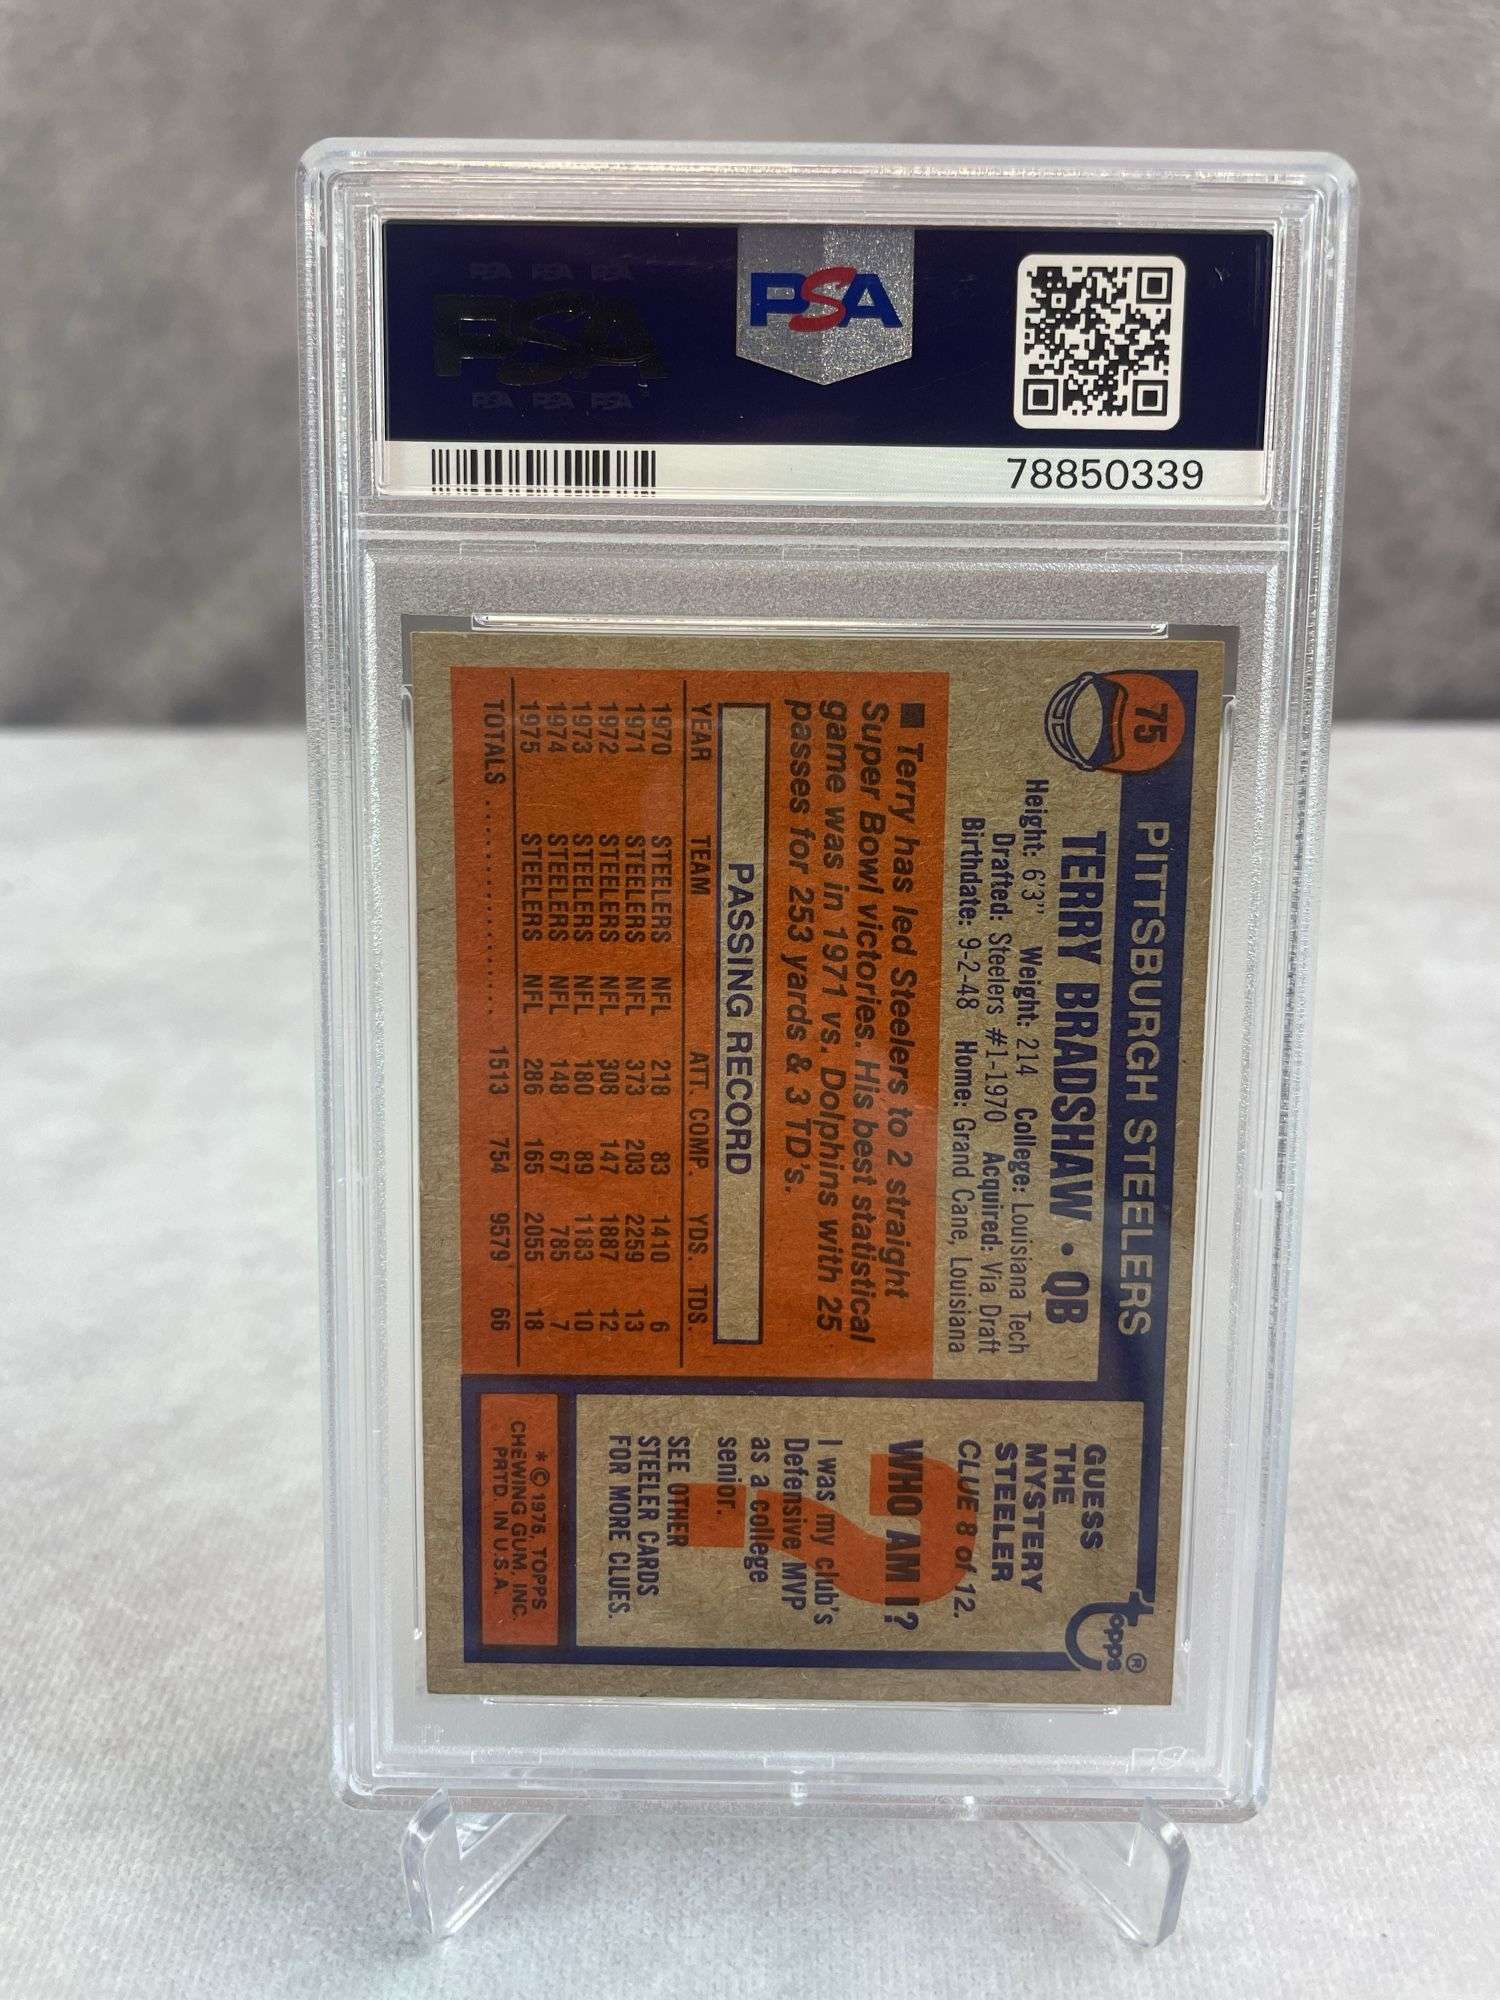 PSA PSA PSA
PSA
PSA PSA PSA
PSA
78850339
75
PITTSBURGH STEELERS
TERRY BRADSHAW • QB
Height: 6'3" Weight: 214 College: Louisiana Tech
Drafted: Steelers #1-1970 Acquired: Via Draft
Birthdate: 9-2-48 Home: Grand Cane, Louisiana
■ Terry has led Steelers to 2 straight
Super Bowl victories. His best statistical
game was in 1971 vs. Dolphins with 25
passes for 253 yards & 3 TD's.
PASSING RECORD
YEAR TEAM ATT. COMP. YDS. TDS.
1970 STEELERS NFL 218 83 1410 6
1971 STEELERS NFL 373 203 2259 13
1972 STEELERS NFL 308 147 1887 12
1973 STEELERS NFL 180 89 1183 10
1974 STEELERS NFL 148 67 785 7
1975 STEELERS NFL 286 165 2055 18
TOTALS .................. 1513 754 9579 66
topps®
GUESS
THE
MYSTERY
STEELER
CLUE 8 of 12.
WHO AM I?
I was my club's
Defensive MVP
as a college
senior.
SEE OTHER
STEELER CARDS
FOR MORE CLUES.
* © 1976, TOPPS
CHEWING GUM, INC.
PRTD. IN U.S.A.